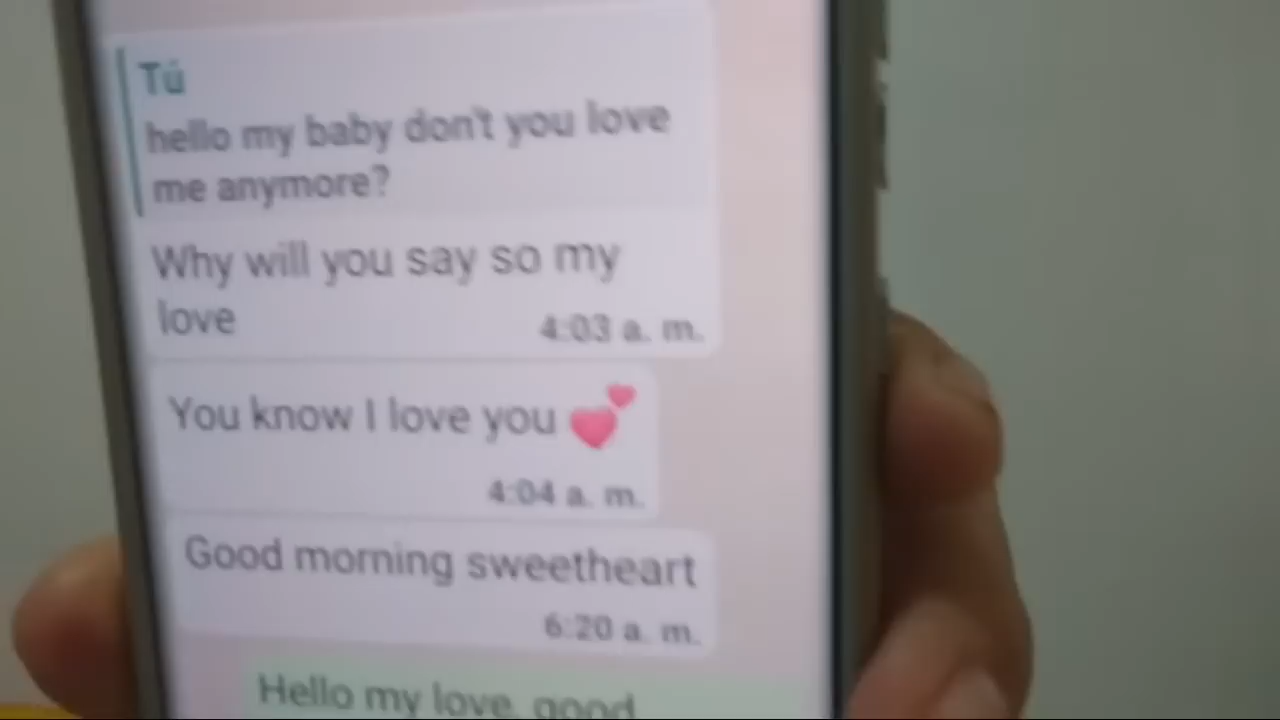 Tú
hello my baby don't you love
me anymore?
Why will you say so my
love
4:03 a. m.
You know I love you
4:04 a. m.
Good morning sweetheart
6:20 a. m.
Hello my love, good